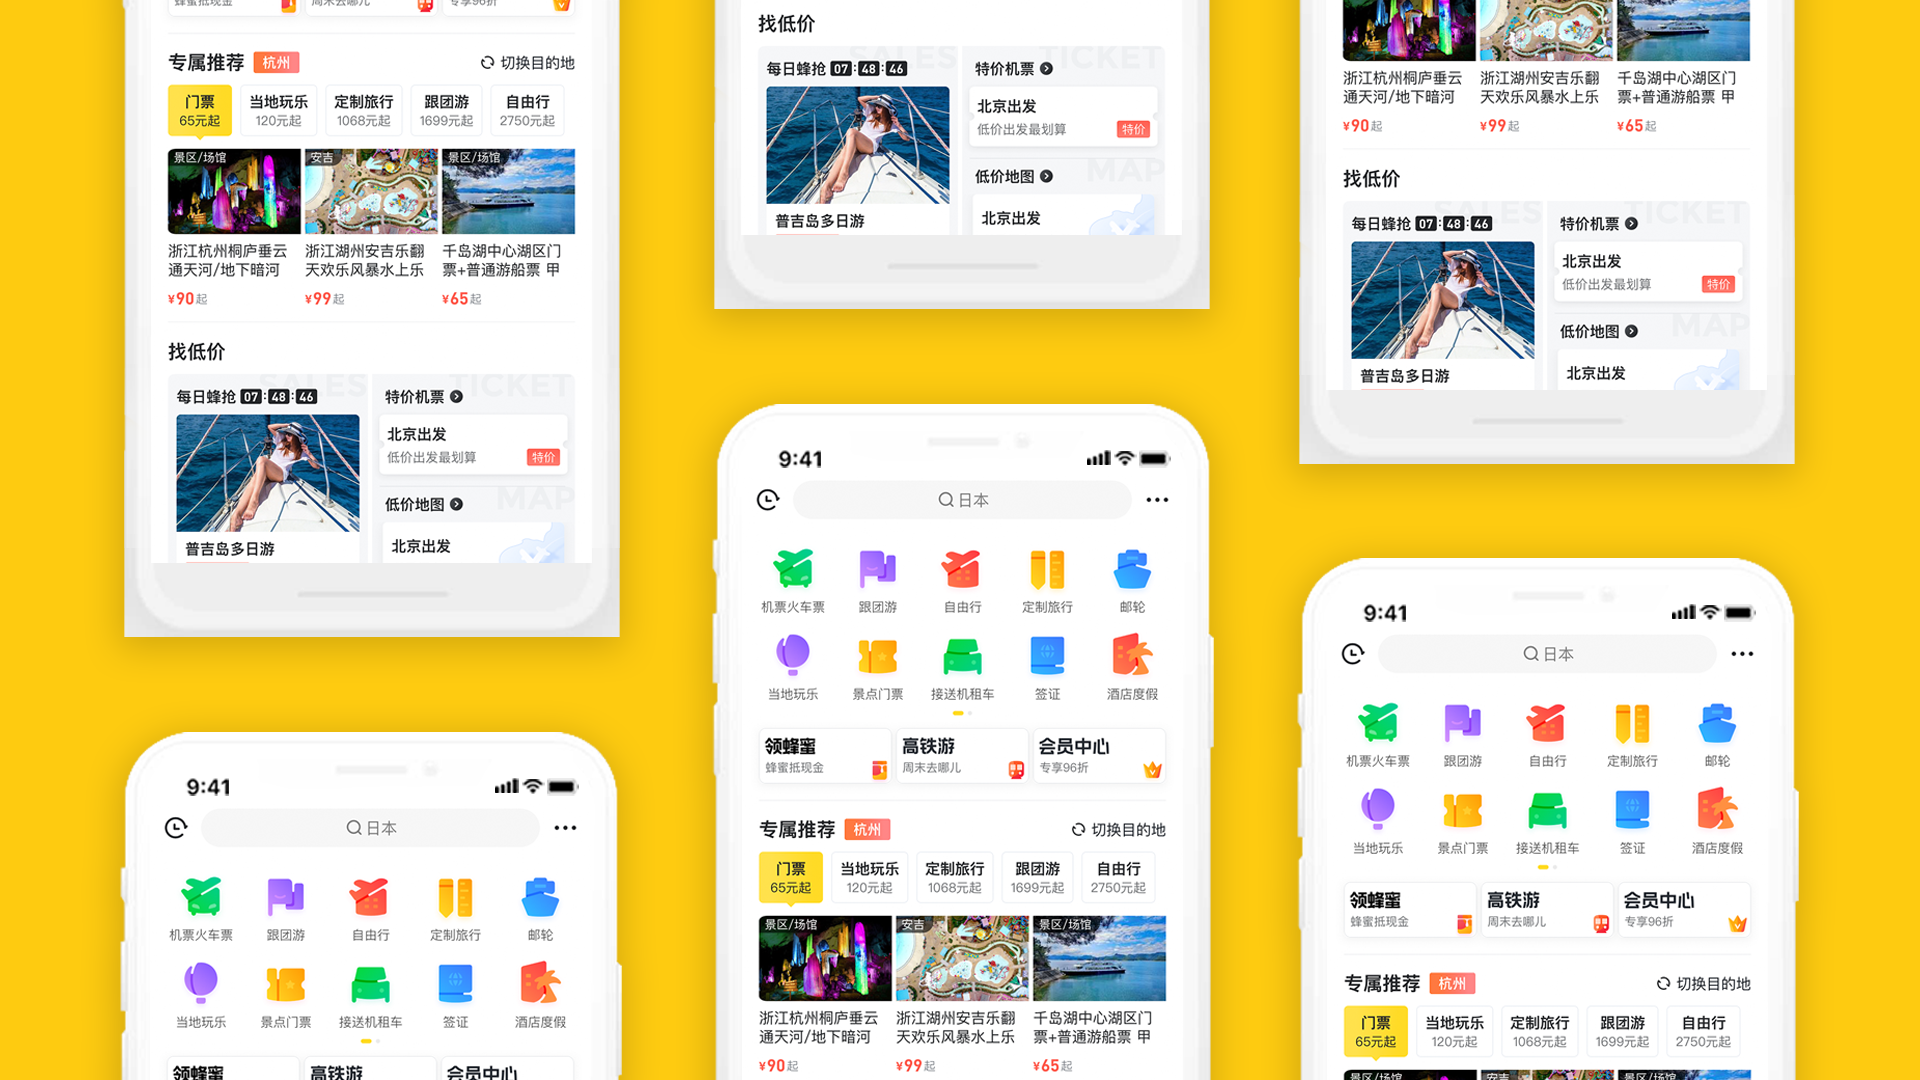 蜂蜜抵现金
周末去哪儿
专享96折
专属推荐 杭州 切换目的地
门票 当地玩乐 定制旅行 跟团游 自由行
65元起 120元起 1068元起 1699元起 2750元起
景区/场馆 安吉 景区/场馆
浙江杭州桐庐垂云 浙江湖州安吉乐翻 千岛湖中心湖区门
通天河/地下暗河 天欢乐风暴水上乐 票+普通游船票 甲
¥90起 ¥99起 ¥65起
找低价
SALES TICKET
每日蜂抢 07:48:46 特价机票
北京出发
低价出发最划算 特价
MAP
低价地图
北京出发
普吉岛多日游
9:41
日本
机票火车票 跟团游 自由行 定制旅行 邮轮
当地玩乐 景点门票 接送机租车 签证 酒店度假
领蜂蜜 高铁游 会员中心
找低价
SALES TICKET
每日蜂抢 07:48:46 特价机票
北京出发
低价出发最划算 特价
MAP
低价地图
北京出发
普吉岛多日游
9:41
日本
机票火车票 跟团游 自由行 定制旅行 邮轮
当地玩乐 景点门票 接送机租车 签证 酒店度假
领蜂蜜 高铁游 会员中心
蜂蜜抵现金 周末去哪儿 专享96折
专属推荐 杭州 切换目的地
门票 当地玩乐 定制旅行 跟团游 自由行
65元起 120元起 1068元起 1699元起 2750元起
景区/场馆 安吉 景区/场馆
浙江杭州桐庐垂云 浙江湖州安吉乐翻 千岛湖中心湖区门
通天河/地下暗河 天欢乐风暴水上乐 票+普通游船票 甲
¥90起 ¥99起 ¥65起
浙江杭州桐庐垂云 浙江湖州安吉乐翻 千岛湖中心湖区门
通天河/地下暗河 天欢乐风暴水上乐 票+普通游船票 甲
¥90起 ¥99起 ¥65起
找低价
SALES TICKET
每日蜂抢 07:48:46 特价机票
北京出发
低价出发最划算 特价
MAP
低价地图
北京出发
普吉岛多日游
9:41
日本
机票火车票 跟团游 自由行 定制旅行 邮轮
当地玩乐 景点门票 接送机租车 签证 酒店度假
领蜂蜜 高铁游 会员中心
蜂蜜抵现金 周末去哪儿 专享96折
专属推荐 杭州 切换目的地
门票 当地玩乐 定制旅行 跟团游 自由行
65元起 120元起 1068元起 1699元起 2750元起
景区/场馆 安吉 景区/场馆